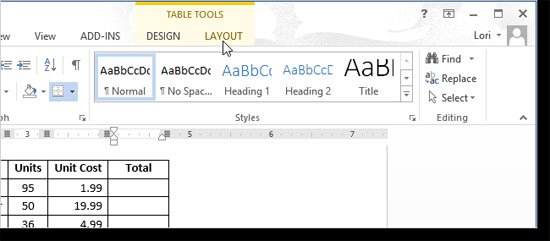 TABLE TOOLS
View ADD-INS DESIGN LAYOUT Lori
AaBbCcDc AaBbCcDc AaBbCc AaBbCcD AaBl
¶ Normal ¶ No Spac... Heading 1 Heading 2 Title
Find
Replace
Select
Styles Editing
3 4 5 6 7
Units Unit Cost Total
95 1.99
50 19.99
36 4.99